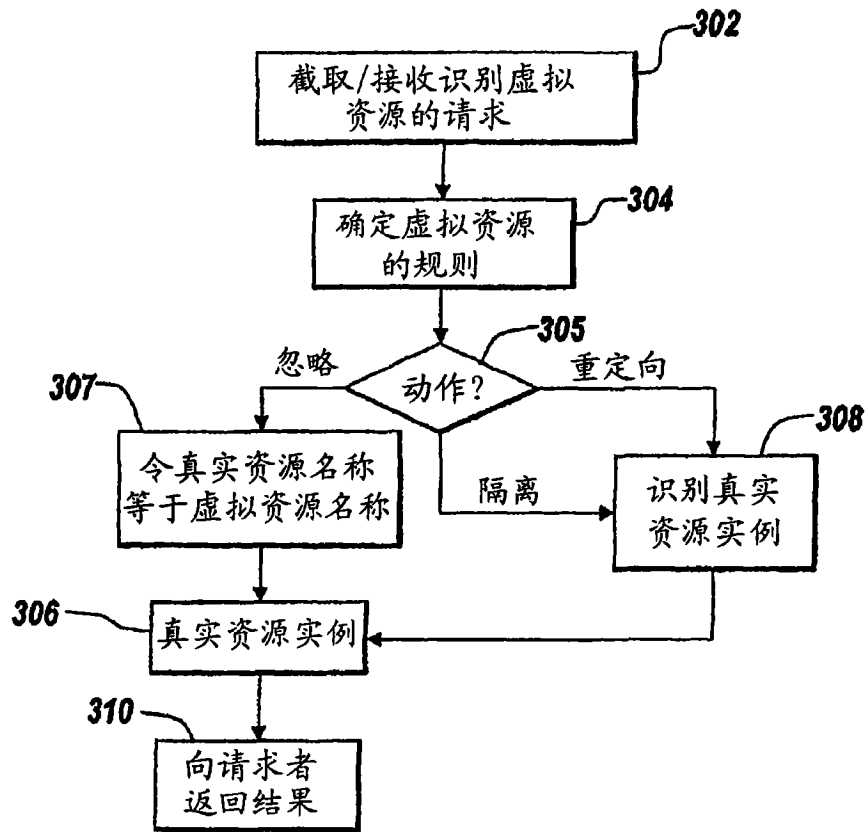 302
截取/接收识别虚拟
资源的请求
304
确定虚拟资源
的规则
305
动作?
忽略
重定向
307
令真实资源名称
等于虚拟资源名称
隔离
308
识别真实
资源实例
306
真实资源实例
310
向请求者
返回结果